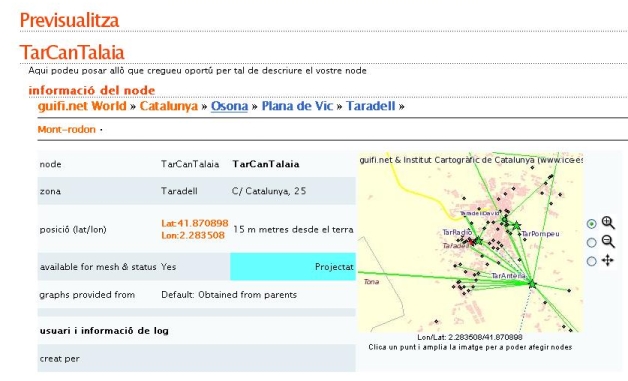 Previsualitza
TarCanTalaia
Aqui podeu posar allò que cregueu oportú per tal de descriure el vostre node
informació del node
guifi.net World » Catalunya » Osona » Plana de Vic » Taradell »
Mont-rodon ·
node TarCanTalaia TarCanTalaia
zona Taradell C/ Catalunya, 25
posició (lat/lon) Lat:41.870898 Lon:2.283508 15 m metres desde el terra
available for mesh & status Yes Projectat
graphs provided from Default: Obtained from parents
usuari i informació de log
creat per
guifi.net & Institut Cartogràfic de Catalunya (www.icc.es
TaradellDavid
TarRadio
TarPompeu
Taradell
TarAntena
Tona
Lon/Lat: 2.283508/41.870898
Clica un punt i amplia la imatge per a poder afegir nodes